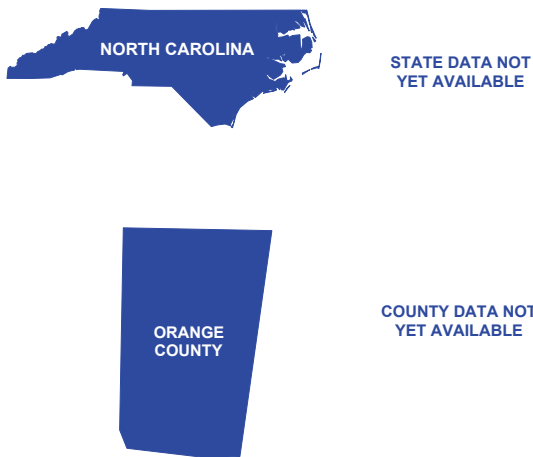 NORTH CAROLINA
STATE DATA NOT
YET AVAILABLE
ORANGE
COUNTY
COUNTY DATA NOT
YET AVAILABLE